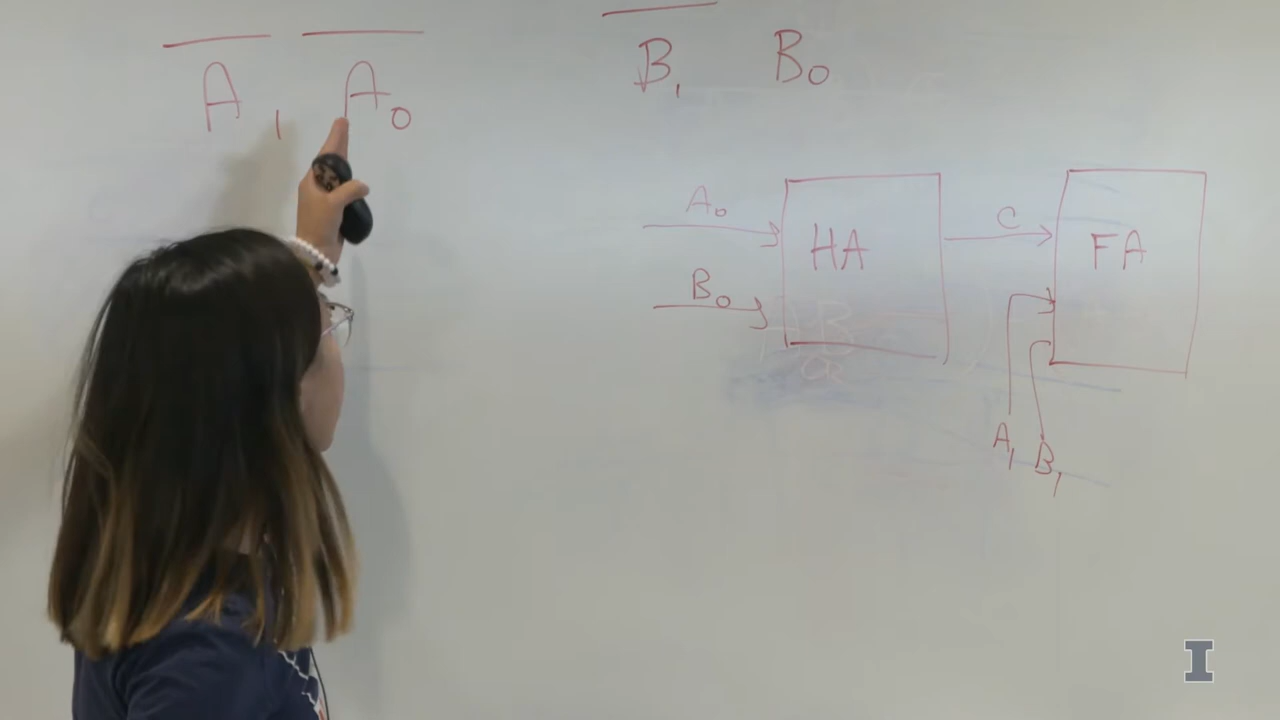 A₁ A₀ B₁ B₀
A₀
B₀
HA
C
FA
A₁ B₁
I